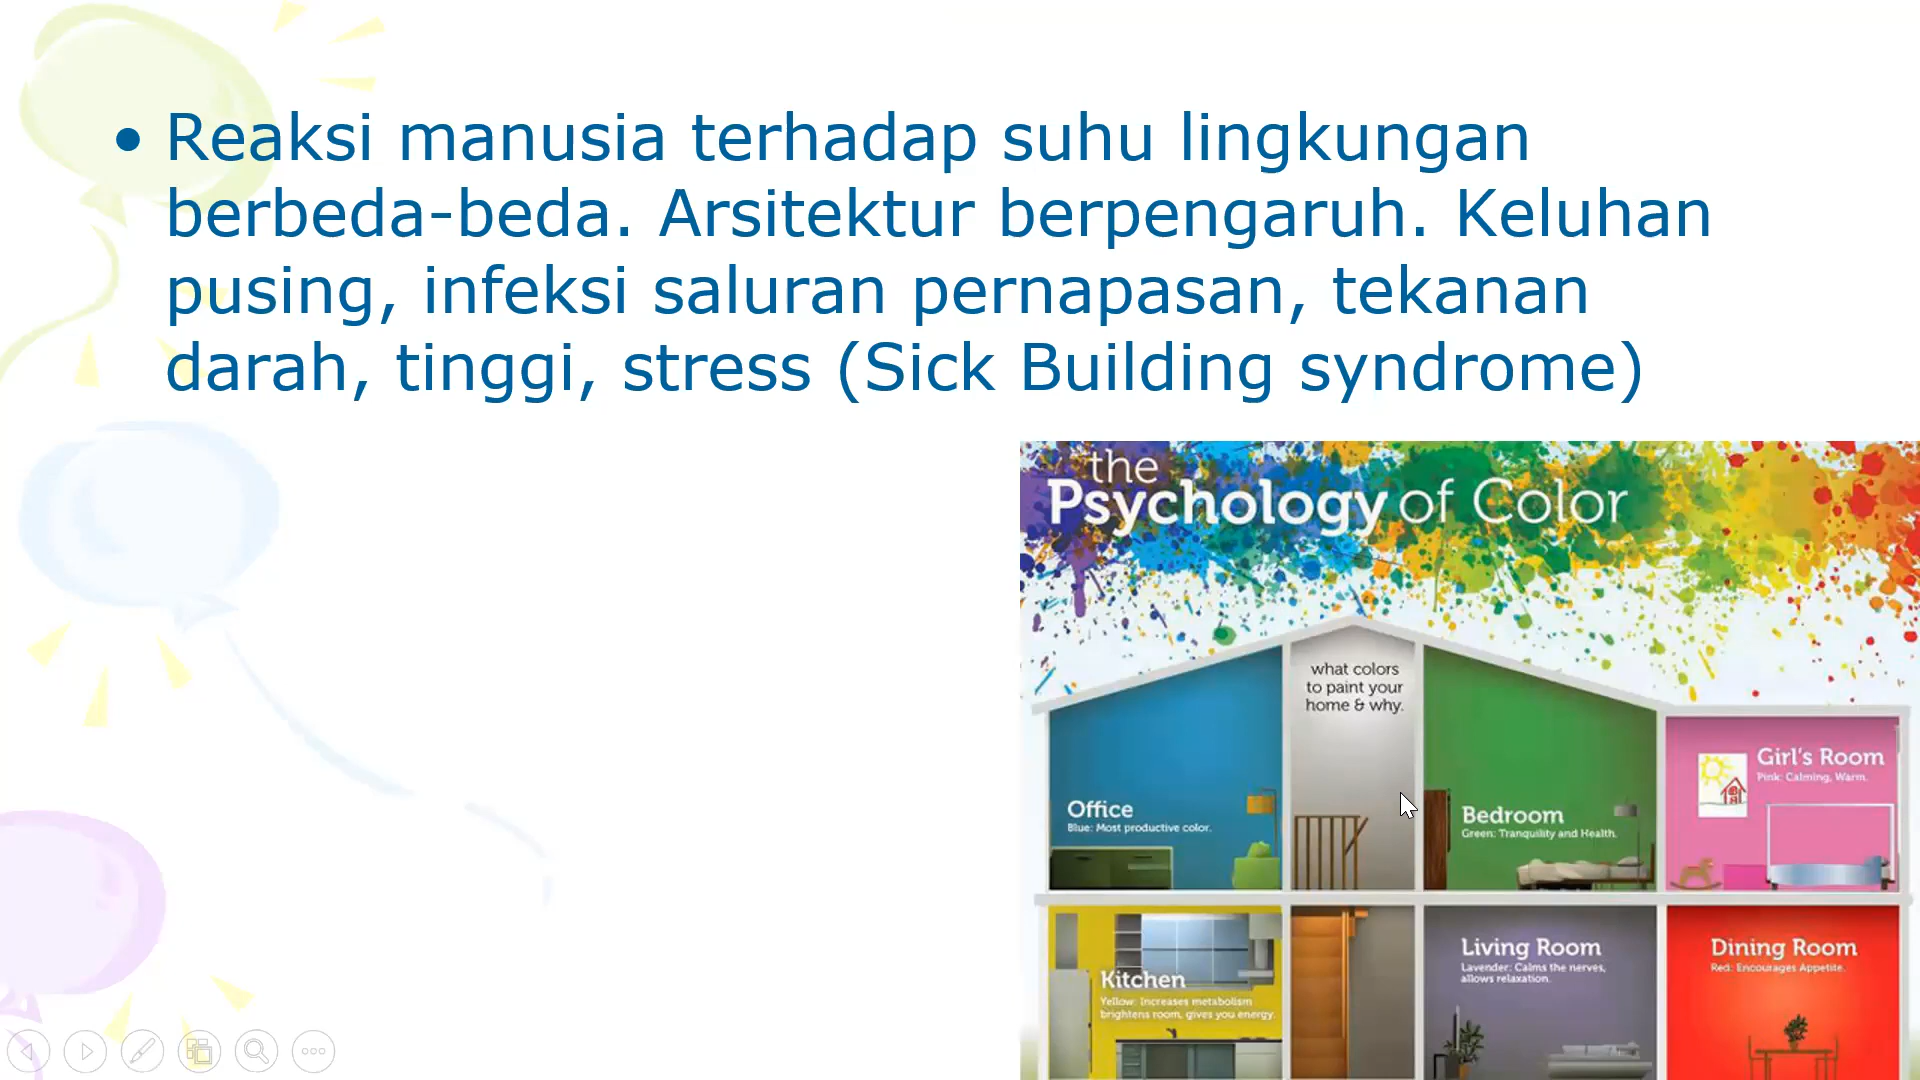 • Reaksi manusia terhadap suhu lingkungan
berbeda-beda. Arsitektur berpengaruh. Keluhan
pusing, infeksi saluran pernapasan, tekanan
darah, tinggi, stress (Sick Building syndrome)
the
Psychology of Color
what colors
to paint your
home & why.
Office
Blue: Most productive color.
Bedroom
Green: Tranquility and Health.
Girl's Room
Pink: Calming, Warm.
Kitchen
Yellow: Increases metabolism
brightens room, gives you energy.
Living Room
Lavender: Calms the nerves,
allows relaxation.
Dining Room
Red: Encourages Appetite.